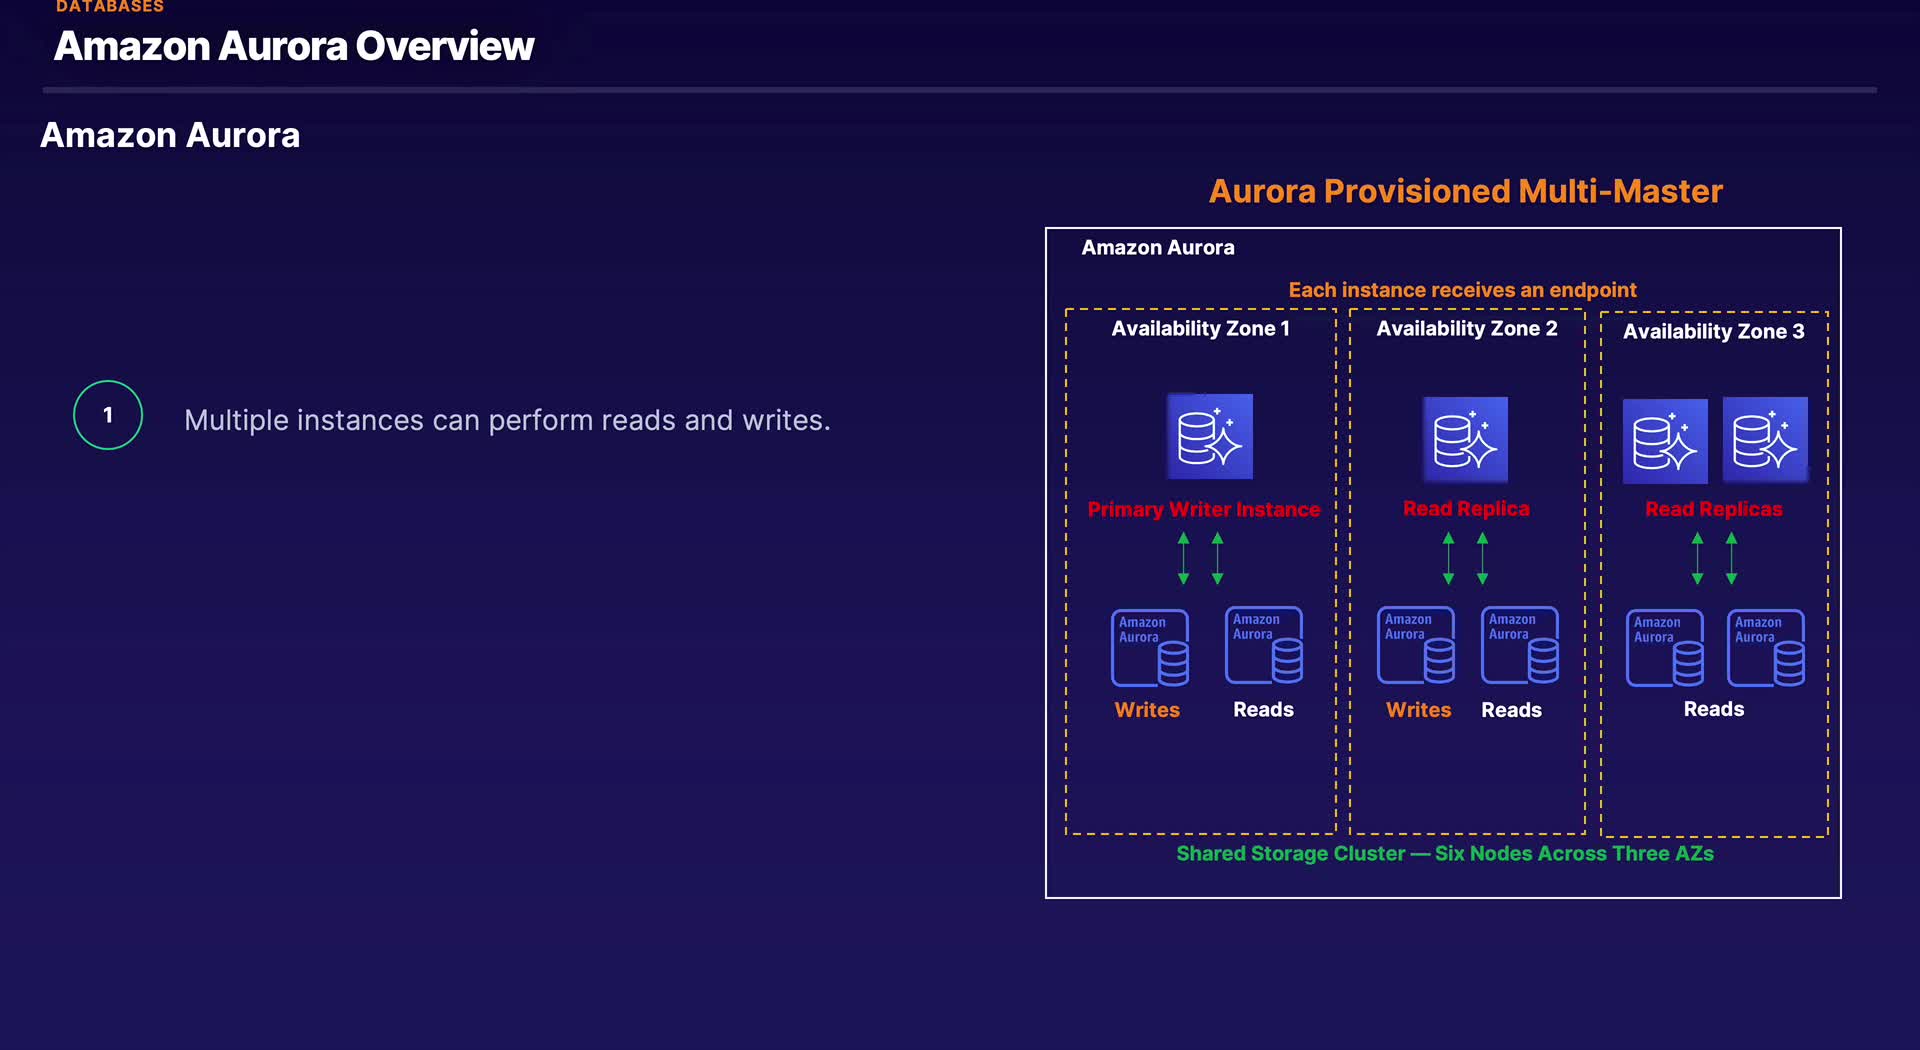 DATABASES
Amazon Aurora Overview
Amazon Aurora
1
Multiple instances can perform reads and writes.
Aurora Provisioned Multi-Master
Amazon Aurora
Each instance receives an endpoint
Availability Zone 1
Availability Zone 2
Availability Zone 3
Primary Writer Instance
Read Replica
Read Replicas
Amazon
Aurora
Amazon
Aurora
Amazon
Aurora
Amazon
Aurora
Amazon
Aurora
Amazon
Aurora
Writes
Reads
Writes
Reads
Reads
Shared Storage Cluster — Six Nodes Across Three AZs